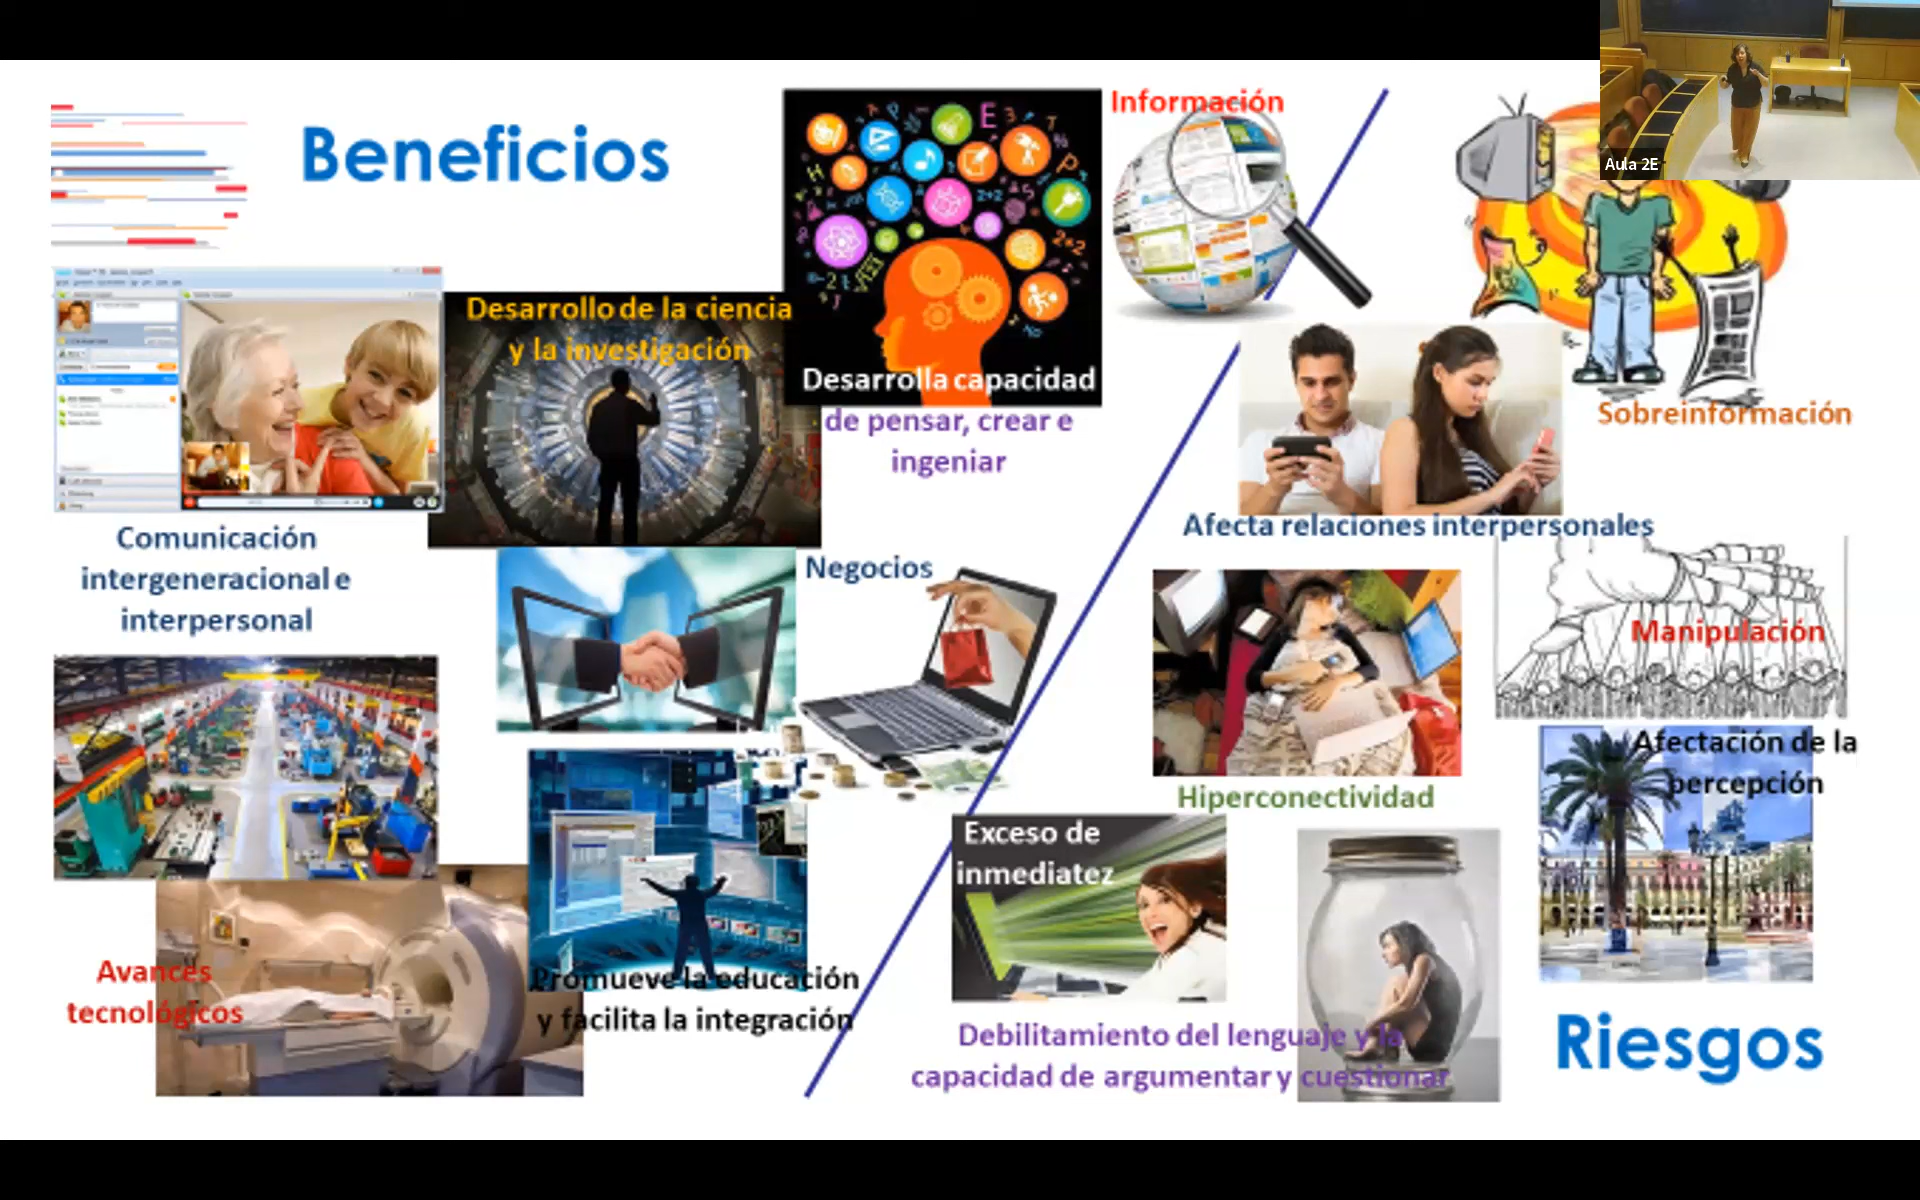 Beneficios
Información
Aula 2E
Desarrollo de la ciencia
y la investigación
Desarrolla capacidad
de pensar, crear e
ingeniar
Sobreinformación
Comunicación
intergeneracional e
interpersonal
Negocios
Afecta relaciones interpersonales
Manipulación
Afectación de la
percepción
Hiperconectividad
Exceso de
inmediatez
Avances
tecnológicos
Promueve la educación
y facilita la integración
Debilitamiento del lenguaje y la
capacidad de argumentar y cuestionar
Riesgos